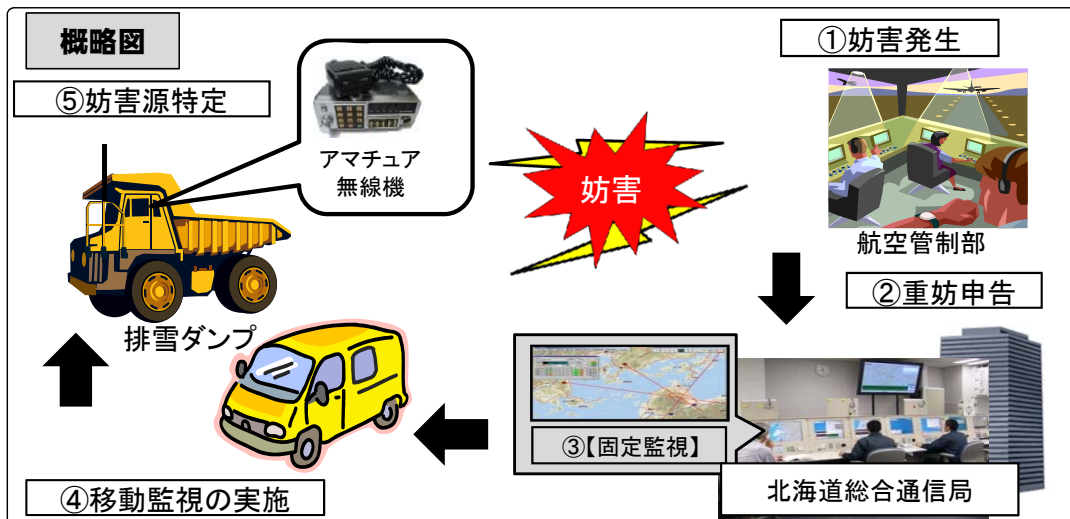 概略図
①妨害発生
⑤妨害源特定
アマチュア
無線機
妨害
航空管制部
②重妨申告
排雪ダンプ
③【固定監視】
北海道総合通信局
④移動監視の実施